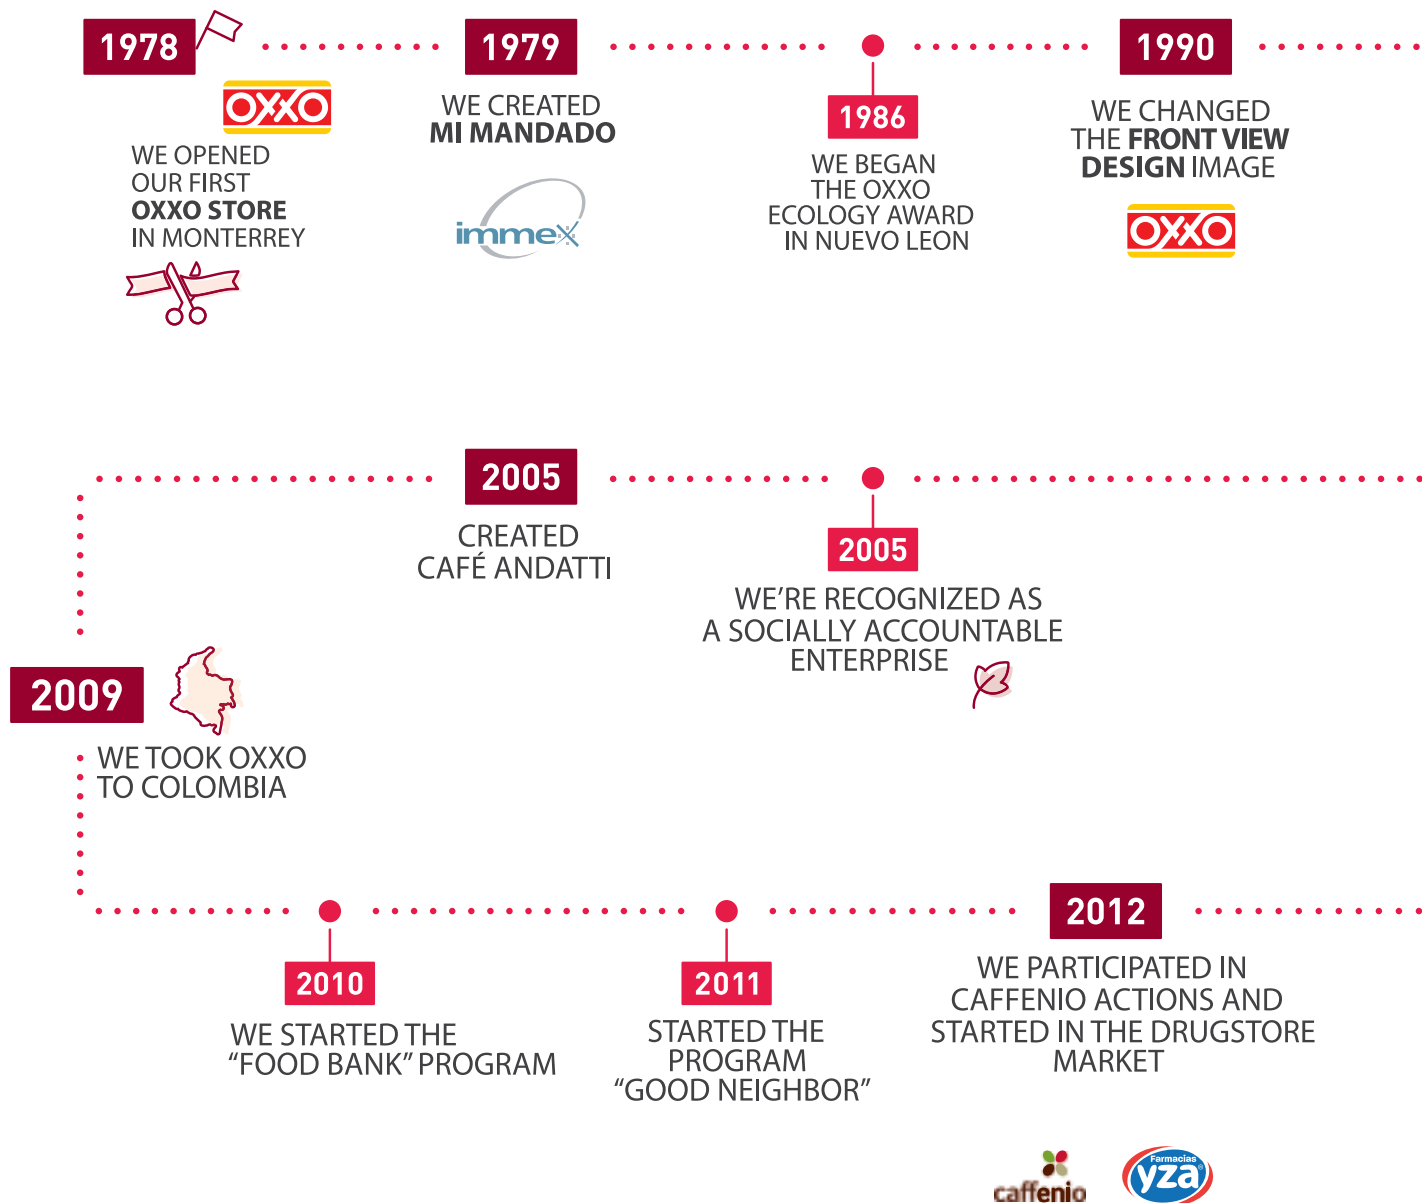 1978
OXXO
WE OPENED
OUR FIRST
OXXO STORE
IN MONTERREY
1979
WE CREATED
MI MANDADO
immex
1986
WE BEGAN
THE OXXO
ECOLOGY AWARD
IN NUEVO LEON
1990
WE CHANGED
THE FRONT VIEW
DESIGN IMAGE
OXXO
2005
CREATED
CAFÉ ANDATTI
2005
WE'RE RECOGNIZED AS
A SOCIALLY ACCOUNTABLE
ENTERPRISE
2009
WE TOOK OXXO
TO COLOMBIA
2010
WE STARTED THE
“FOOD BANK” PROGRAM
2011
STARTED THE
PROGRAM
“GOOD NEIGHBOR”
2012
WE PARTICIPATED IN
CAFFENIO ACTIONS AND
STARTED IN THE DRUGSTORE
MARKET
caffenio
Farmacias
yza